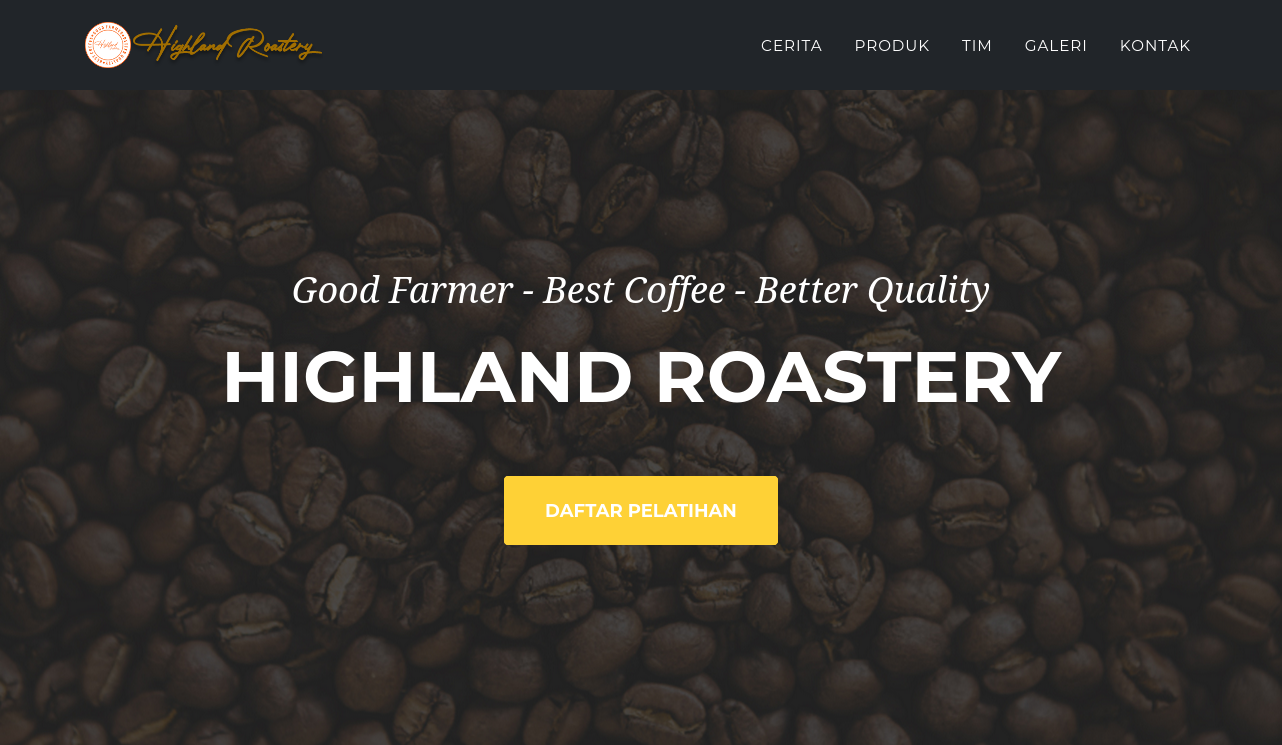 Highland Roastery
CERITA PRODUK TIM GALERI KONTAK
Good Farmer - Best Coffee - Better Quality
HIGHLAND ROASTERY
DAFTAR PELATIHAN